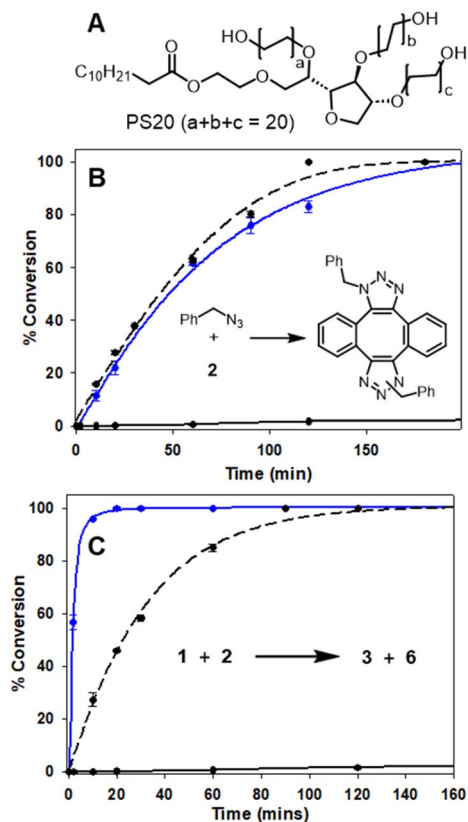 A
HO
OH
b
a
O
O
OH
C₁₀H₂₁
O
O
O
O
O
c
PS20 (a+b+c = 20)
B
100
80
60
40
20
0
% Conversion
Ph
N
N
N
Ph
N₃
+
2
N
N
N
Ph
0
50
100
150
Time (min)
C
100
80
60
40
20
0
% Conversion
1 + 2
3 + 6
0
20
40
60
80
100
120
140
160
Time (mins)